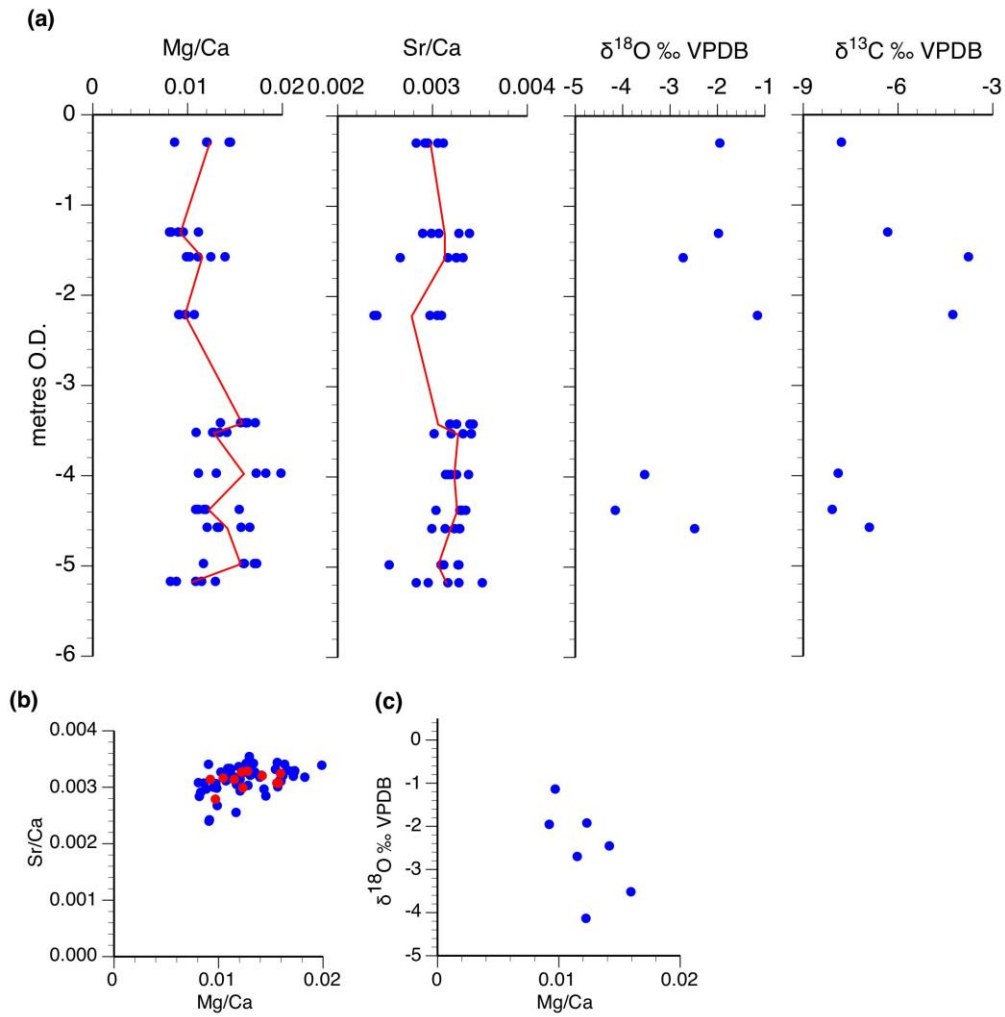 (a)
Mg/Ca Sr/Ca δ¹⁸O ‰ VPDB δ¹³C ‰ VPDB
0 0.01 0.02 0.002 0.003 0.004 -5 -4 -3 -2 -1 -9 -6 -3
0
-1
-2
-3
-4
-5
-6
metres O.D.
(b)
0.004
0.003
0.002
0.001
0.000
Sr/Ca
0 0.01 0.02
Mg/Ca
(c)
0
-1
-2
-3
-4
-5
δ¹⁸O ‰ VPDB
0 0.01 0.02
Mg/Ca